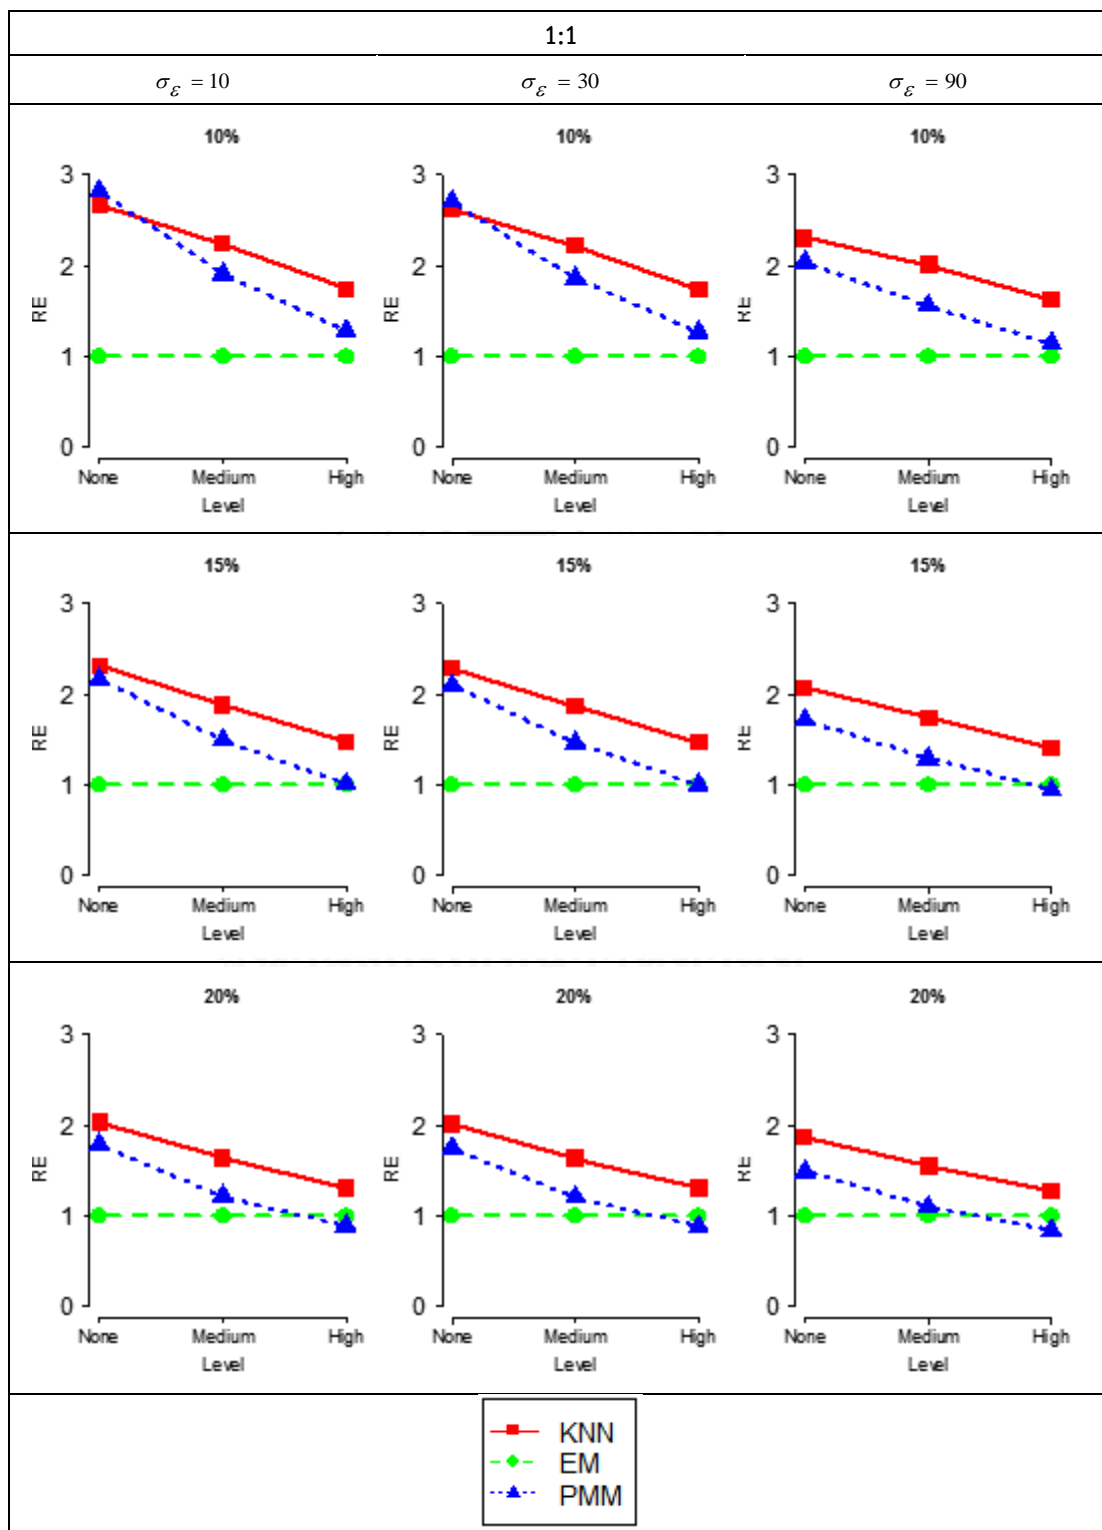 1:1
σε = 10 σε = 30 σε = 90
10% 10% 10%
3 3 3
2 2 2
RE RE RE
1 1 1
0 0 0
None Medium High None Medium High None Medium High
Level Level Level
15% 15% 15%
3 3 3
2 2 2
RE RE RE
1 1 1
0 0 0
None Medium High None Medium High None Medium High
Level Level Level
20% 20% 20%
3 3 3
2 2 2
RE RE RE
1 1 1
0 0 0
None Medium High None Medium High None Medium High
Level Level Level
KNN
EM
PMM